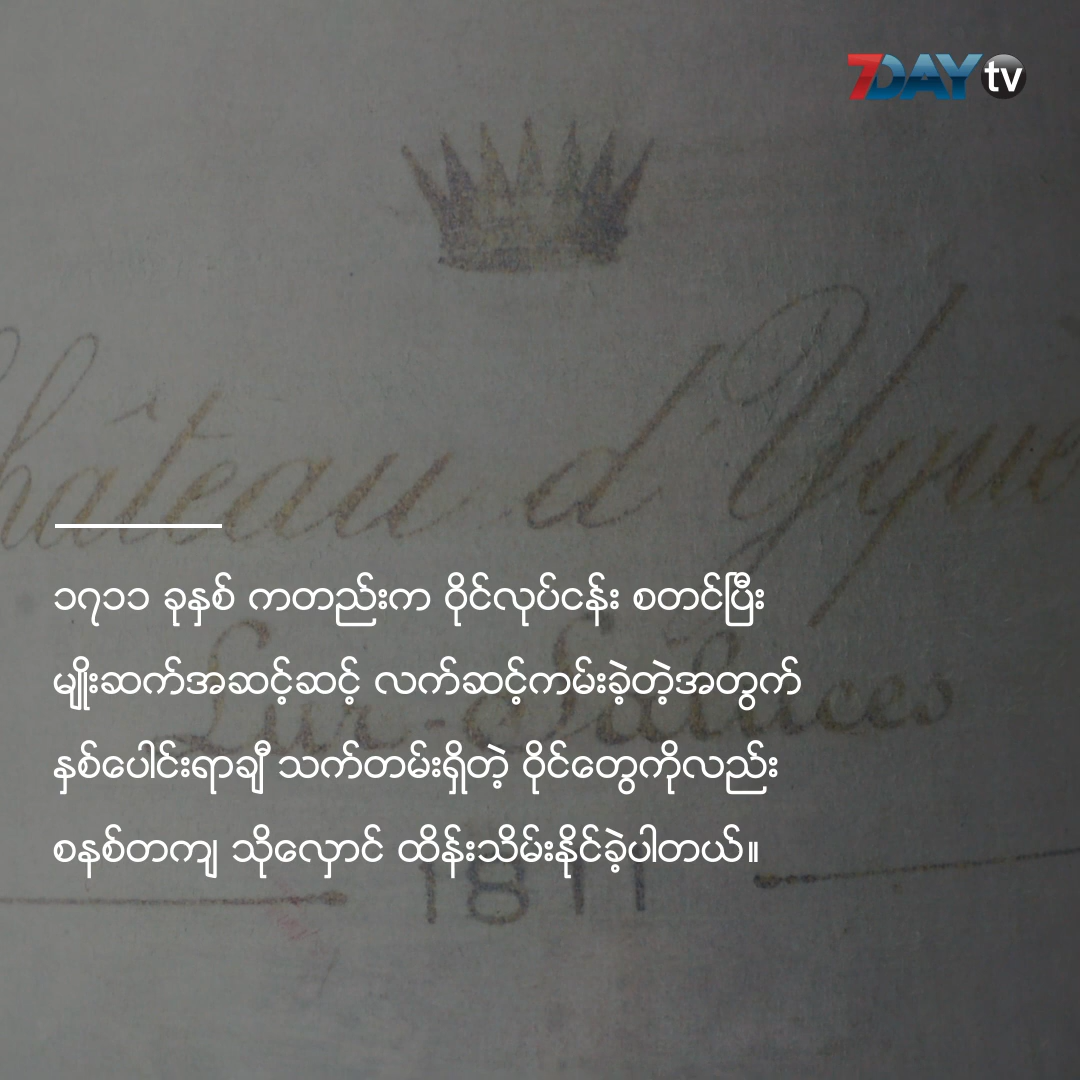 7DAY tv
Château d'Yque
၁၇၁၁ ခုနှစ် ကတည်းက ဝိုင်လုပ်ငန်း စတင်ပြီး
မျိုးဆက်အဆင့်ဆင့် လက်ဆင့်ကမ်းခဲ့တဲ့အတွက်
Lur-Saluces
နှစ်ပေါင်းရာချီ သက်တမ်းရှိတဲ့ ဝိုင်တွေကိုလည်း
စနစ်တကျ သိုလှောင် ထိန်းသိမ်းနိုင်ခဲ့ပါတယ်။
1811